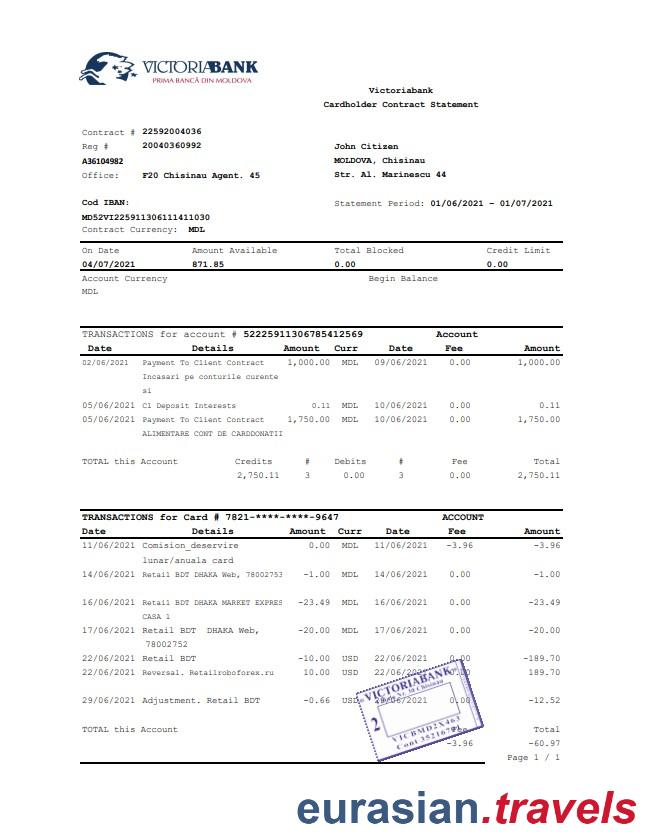 VICTORIABANK
PRIMA BANCĂ DIN MOLDOVA
Victoriabank
Cardholder Contract Statement
Contract # 22592004036
Reg # 20040360992
A36104982
Office: F20 Chisinau Agent. 45
John Citizen
MOLDOVA, Chisinau
Str. Al. Marinescu 44
Cod IBAN:
MD52VI225911306111411030
Contract Currency: MDL
Statement Period: 01/06/2021 – 01/07/2021
On Date Amount Available Total Blocked Credit Limit
04/07/2021 871.85 0.00 0.00
Account Currency Begin Balance
MDL
TRANSACTIONS for account # 52225911306785412569 Account
Date Details Amount Curr Date Fee Amount
02/06/2021 Payment To Client Contract 1,000.00 MDL 09/06/2021 0.00 1,000.00
Incasari pe conturile curente
si
05/06/2021 Cl Deposit Interests 0.11 MDL 10/06/2021 0.00 0.11
05/06/2021 Payment To Client Contract 1,750.00 MDL 10/06/2021 0.00 1,750.00
ALIMENTARE CONT DE CARDDONATII
TOTAL this Account Credits # Debits # Fee Total
2,750.11 3 0.00 3 0.00 2,750.11
TRANSACTIONS for Card # 7821-****-****-9647 ACCOUNT
Date Details Amount Curr Date Fee Amount
11/06/2021 Comision_deservire 0.00 MDL 11/06/2021 -3.96 -3.96
lunar/anuala card
14/06/2021 Retail BDT DHAKA Web, 78002753 -1.00 MDL 14/06/2021 0.00 -1.00
16/06/2021 Retail BDT DHAKA MARKET EXPRES -23.49 MDL 16/06/2021 0.00 -23.49
CASA 1
17/06/2021 Retail BDT DHAKA Web, -20.00 MDL 17/06/2021 0.00 -20.00
78002752
22/06/2021 Retail BDT -10.00 USD 22/06/2021 0.00 -189.70
22/06/2021 Reversal. Retailroboforex.ru 10.00 USD 22/06/2021 0.00 189.70
29/06/2021 Adjustment. Retail BDT -0.66 USD 0.00 -12.52
TOTAL this Account Fee Total
-3.96 -60.97
Page 1 / 1
VICTORIABANK
2
VICBMD2X463
eurasian.travels